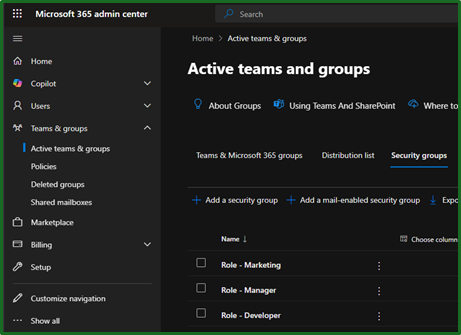 Microsoft 365 admin center
Search
Home
Copilot
Users
Teams & groups
Active teams & groups
Policies
Deleted groups
Shared mailboxes
Marketplace
Billing
Setup
Customize navigation
Show all
Home > Active teams & groups
Active teams and groups
About Groups
Using Teams And SharePoint
Where to
Teams & Microsoft 365 groups
Distribution list
Security groups
Add a security group
Add a mail-enabled security group
Expo
Name ↓
Choose column
Role - Marketing
Role - Manager
Role - Developer